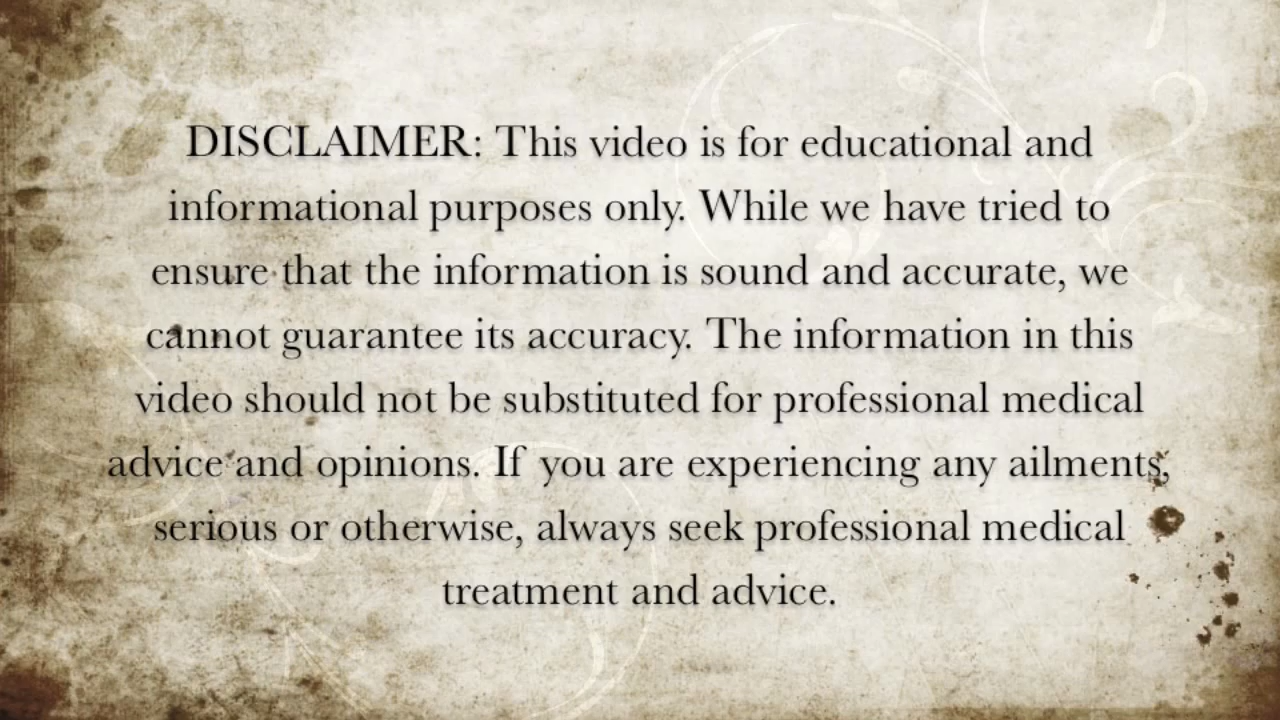 DISCLAIMER: This video is for educational and
informational purposes only. While we have tried to
ensure that the information is sound and accurate, we
cannot guarantee its accuracy. The information in this
video should not be substituted for professional medical
advice and opinions. If you are experiencing any ailments,
serious or otherwise, always seek professional medical
treatment and advice.